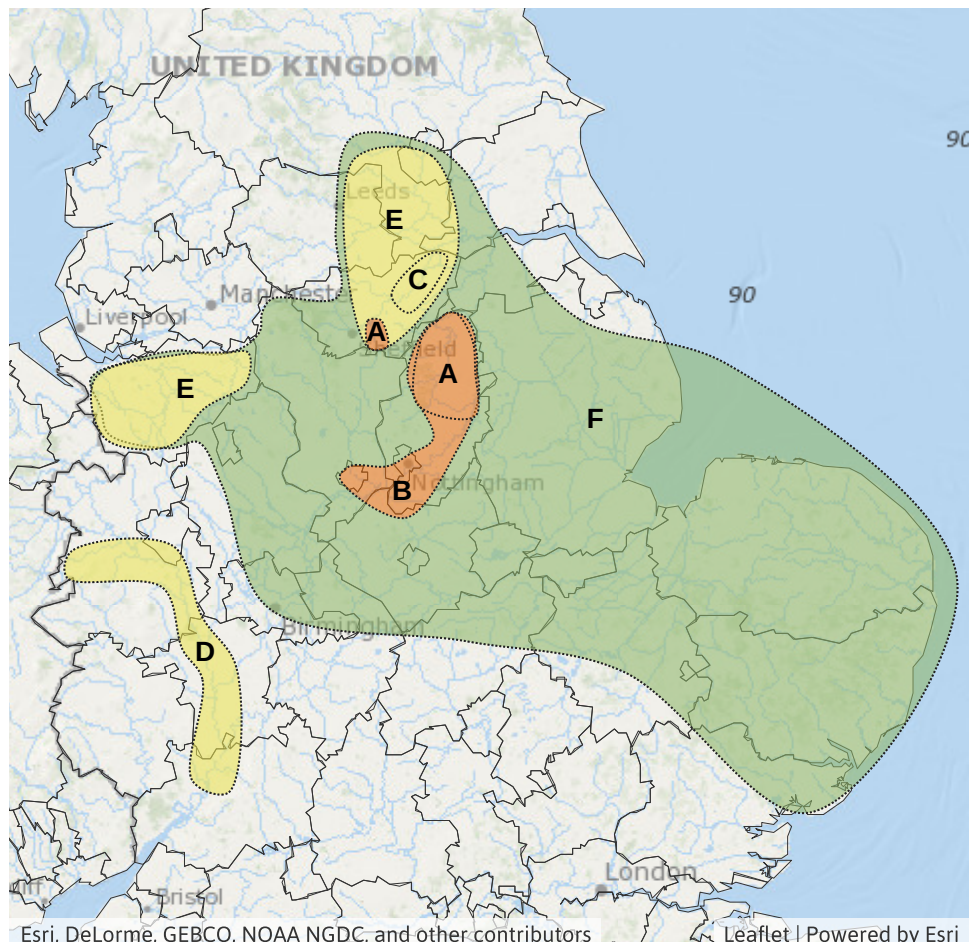 UNITED KINGDOM
90
Leeds
E
C
Manchester
90
Liverpool
A
Sheffield
A
E
F
Nottingham
B
Birmingham
D
London
Bristol
Esri, DeLorme, GEBCO, NOAA NGDC, and other contributors
Leaflet | Powered by Esri